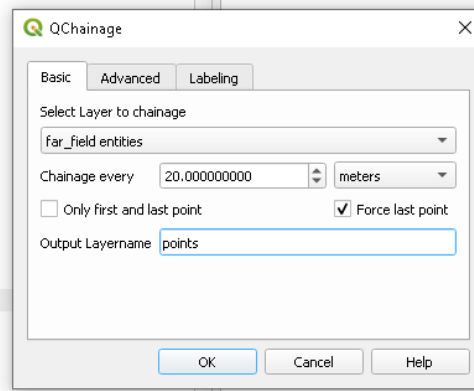 QChainage
Basic Advanced Labeling
Select Layer to chainage
far_field entities
Chainage every 20.000000000 meters
Only first and last point Force last point
Output Layername points
OK Cancel Help